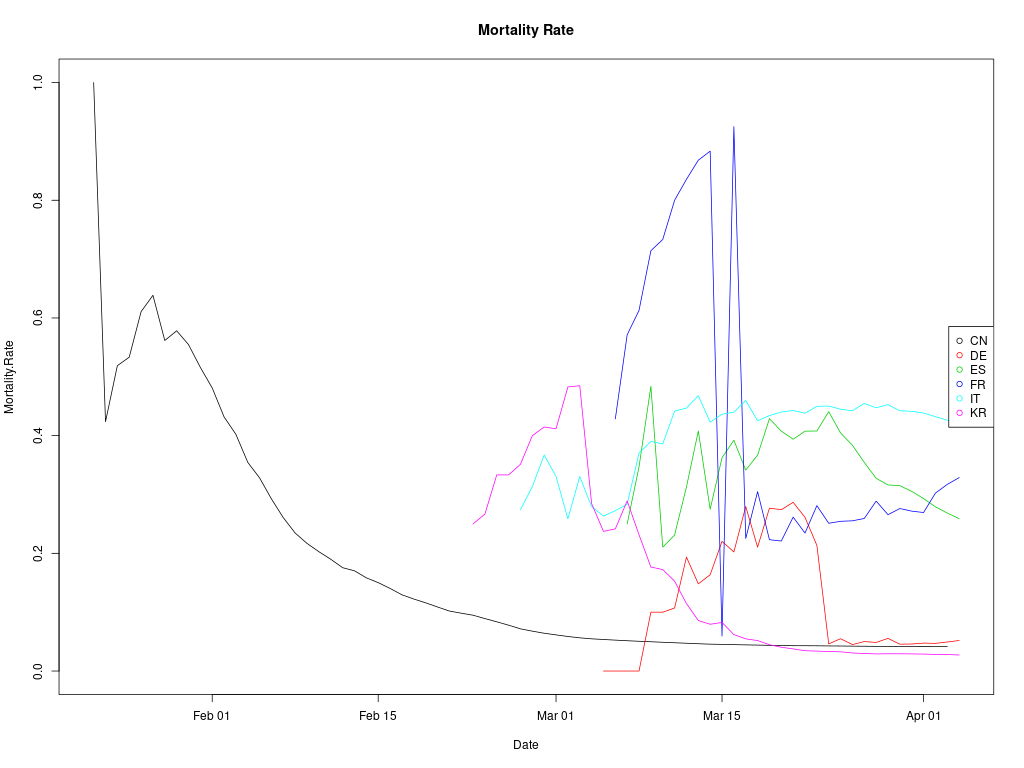 Mortality Rate
Mortality.Rate
1.0
0.8
0.6
0.4
0.2
0.0
CN
DE
ES
FR
IT
KR
Feb 01
Feb 15
Mar 01
Mar 15
Apr 01
Date